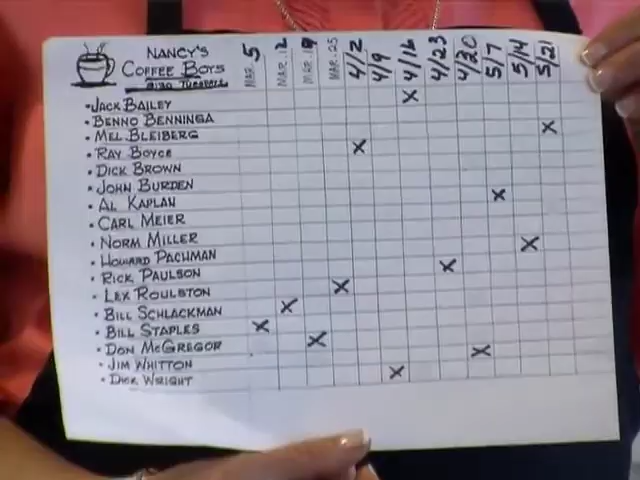 NANCY'S
COFFEE BOYS
8:30 TUESDAYS
MAR. 5 MAR. 12 MAR. 19 MAR. 25 4/2 4/9 4/16 4/23 4/30 5/7 5/14 5/21
• JACK BAILEY X
• BENNO BENNINGA
• MEL BLEIBERG X
• RAY BOYCE X
• DICK BROWN
• JOHN BURDEN
• AL KAPLAN X
• CARL MEIER
• NORM MILLER X
• HOWARD PACHMAN X
• RICK PAULSON X
• LEX ROULSTON
• BILL SCHLACKMAN X
• BILL STAPLES X
• DON MCGREGOR X X
• JIM WHITTON
• DICK WRIGHT X